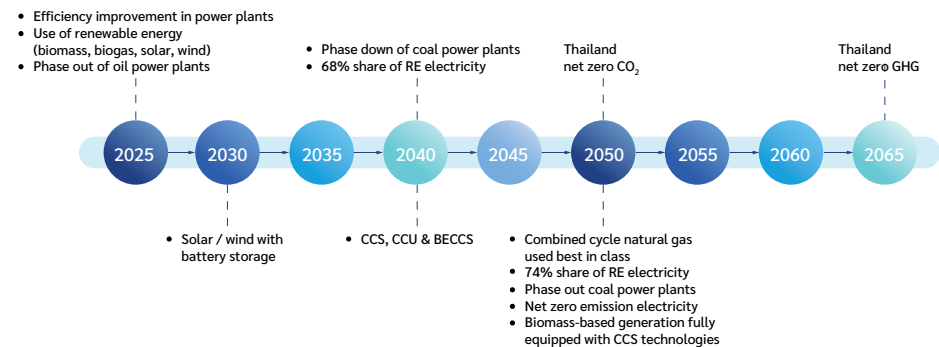 • Efficiency improvement in power plants
• Use of renewable energy
(biomass, biogas, solar, wind)
• Phase out of oil power plants
• Phase down of coal power plants
• 68% share of RE electricity
Thailand
net zero CO₂
Thailand
net zero GHG
2025
2030
2035
2040
2045
2050
2055
2060
2065
• Solar / wind with
battery storage
• CCS, CCU & BECCS
• Combined cycle natural gas
used best in class
• 74% share of RE electricity
• Phase out coal power plants
• Net zero emission electricity
• Biomass-based generation fully
equipped with CCS technologies